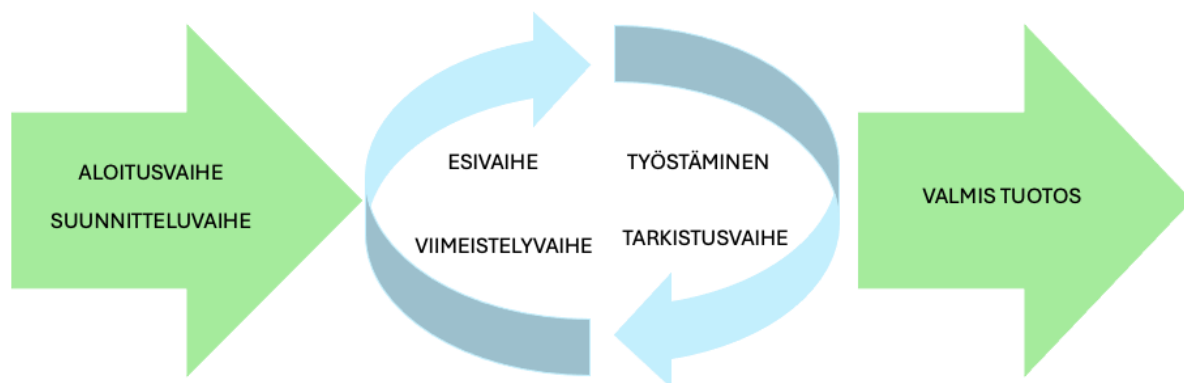 ALOITUSVAIHE
SUUNNITTELUVAIHE
ESIVAIHE
TYÖSTÄMINEN
TARKISTUSVAIHE
VIIMEISTELYVAIHE
VALMIS TUOTOS